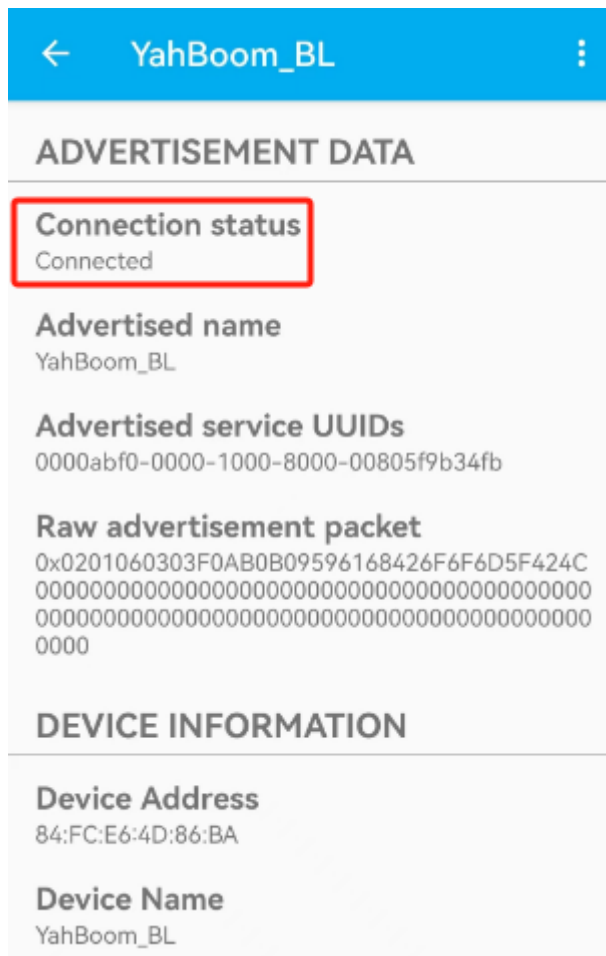 YahBoom_BL
ADVERTISEMENT DATA
Connection status
Connected
Advertised name
YahBoom_BL
Advertised service UUIDs
0000abf0-0000-1000-8000-00805f9b34fb
Raw advertisement packet
0x0201060303F0AB0B09596168426F6F6D5F424C
0000000000000000000000000000000000000000
0000000000000000000000000000000000000000
0000
DEVICE INFORMATION
Device Address
84:FC:E6:4D:86:BA
Device Name
YahBoom_BL